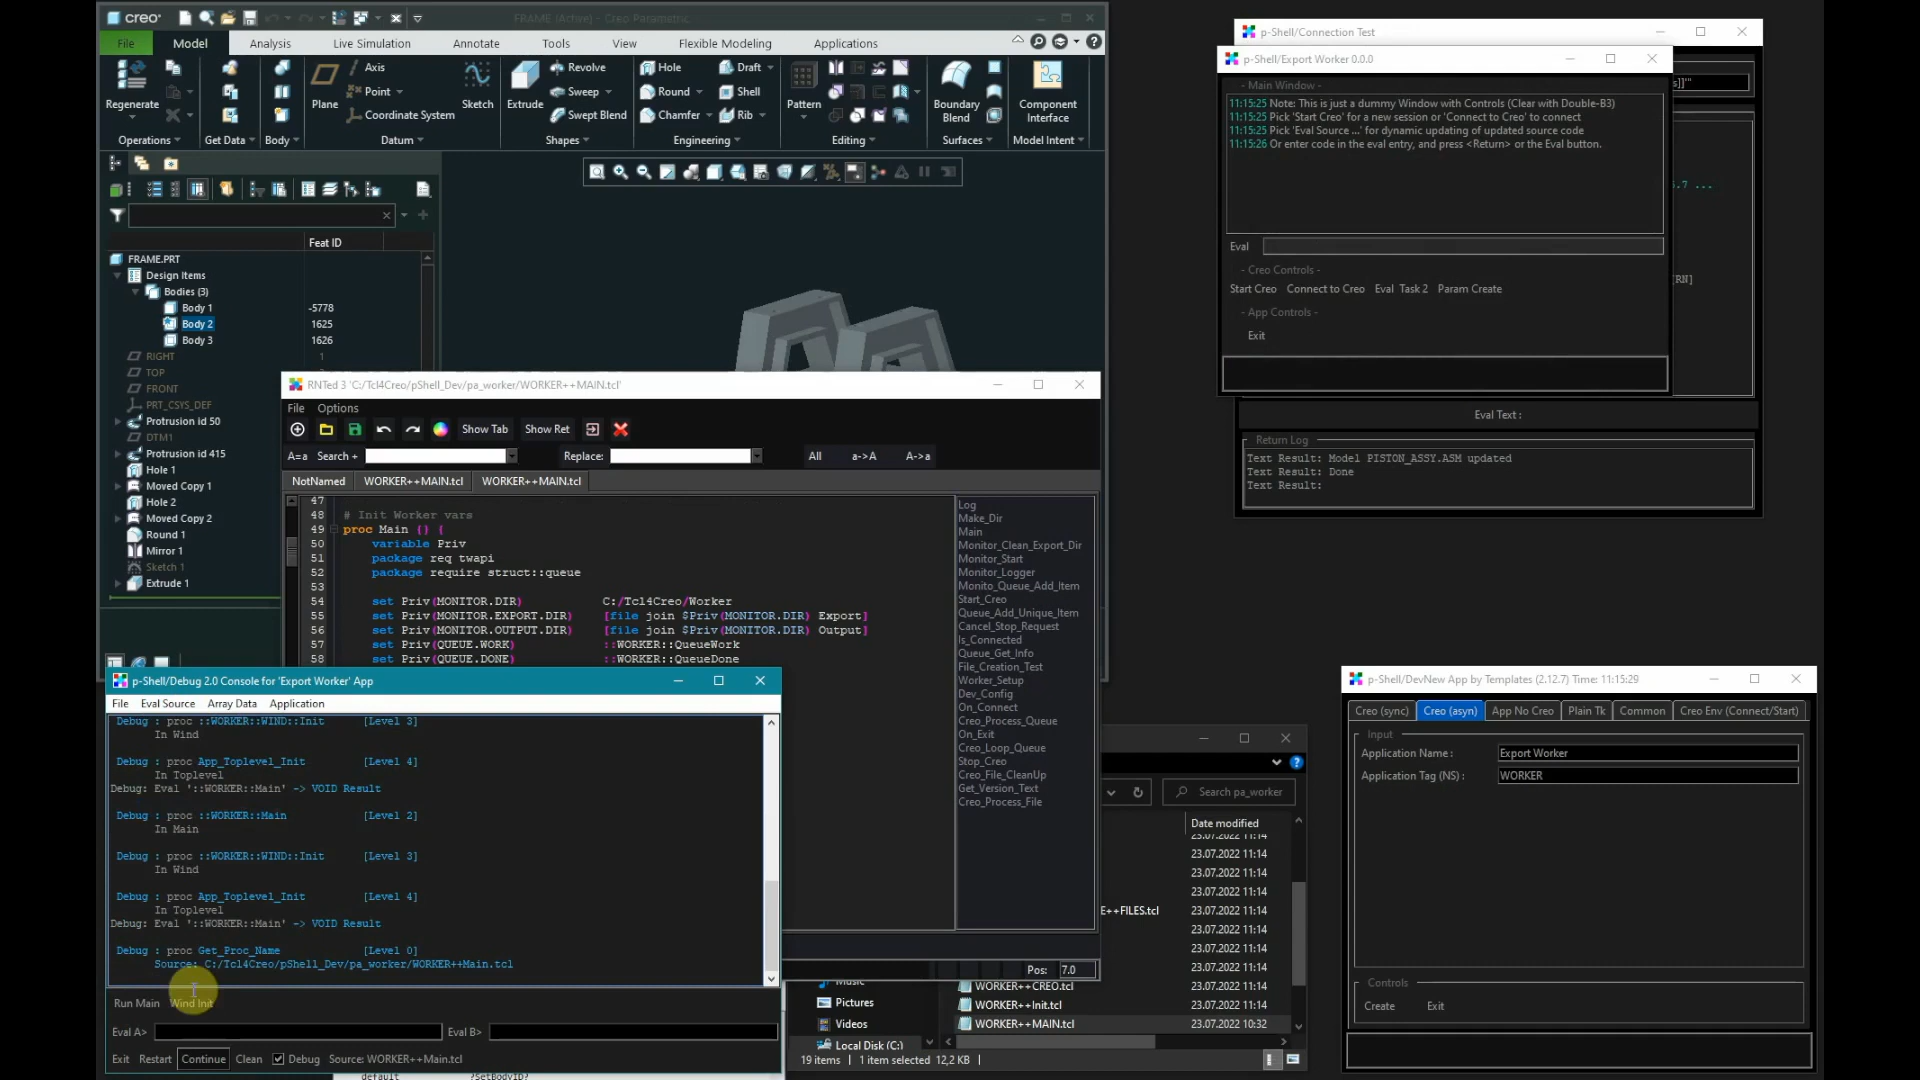 creo
FRAME (Active) - Creo Parametric
File
Model
Analysis
Live Simulation
Annotate
Tools
View
Flexible Modeling
Applications
Regenerate
Plane
Axis
Point
Coordinate System
Sketch
Extrude
Revolve
Sweep
Swept Blend
Hole
Round
Chamfer
Draft
Shell
Rib
Pattern
Boundary Blend
Component Interface
Operations
Get Data
Body
Datum
Shapes
Engineering
Editing
Surfaces
Model Intent
Feat ID
FRAME.PRT
Design Items
Bodies (3)
Body 1 -5778
Body 2 1625
Body 3 1626
RIGHT 1
TOP
FRONT
PRT_CSYS_DEF
Protrusion id 50
DTM1
Protrusion id 415
Hole 1
Moved Copy 1
Hole 2
Moved Copy 2
Round 1
Mirror 1
Sketch 1
Extrude 1
RNTed 3 'C:/Tcl4Creo/pShell_Dev/pa_worker/WORKER++MAIN.tcl'
File Options
Show Tab Show Ret
A=a Search + Replace: All a->A A->a
NotNamed WORKER++MAIN.tcl WORKER++MAIN.tcl
47
48 # Init Worker vars
49 proc Main {} {
50 variable Priv
51 package req twapi
52 package require struct::queue
53
54 set Priv(MONITOR.DIR) C:/Tcl4Creo/Worker
55 set Priv(MONITOR.EXPORT.DIR) [file join $Priv(MONITOR.DIR) Export]
56 set Priv(MONITOR.OUTPUT.DIR) [file join $Priv(MONITOR.DIR) Output]
57 set Priv(QUEUE.WORK) ::WORKER::QueueWork
58 set Priv(QUEUE.DONE) ::WORKER::QueueDone
Log
Make_Dir
Main
Monitor_Clean_Export_Dir
Monitor_Start
Monitor_Logger
Monito_Queue_Add_Item
Start_Creo
Queue_Add_Unique_Item
Cancel_Stop_Request
Is_Connected
Queue_Get_Info
File_Creation_Test
Worker_Setup
Dev_Config
On_Connect
Creo_Process_Queue
On_Exit
Creo_Loop_Queue
Stop_Creo
Creo_File_CleanUp
Get_Version_Text
Creo_Process_File
Pos: 7.0
p-Shell/Debug 2.0 Console for 'Export Worker' App
File Eval Source Array Data Application
Debug : proc ::WORKER::WIND::Init [Level 3]
In Wind
Debug : proc App_Toplevel_Init [Level 4]
In Toplevel
Debug: Eval '::WORKER::Main' -> VOID Result
Debug : proc ::WORKER::Main [Level 2]
In Main
Debug : proc ::WORKER::WIND::Init [Level 3]
In Wind
Debug : proc App_Toplevel_Init [Level 4]
In Toplevel
Debug: Eval '::WORKER::Main' -> VOID Result
Debug : proc Get_Proc_Name [Level 0]
Source: C:/Tcl4Creo/pShell_Dev/pa_worker/WORKER++Main.tcl
Run Main Wind Init
Eval A> Eval B>
Exit Restart Continue Clean Debug Source: WORKER++Main.tcl
default ?SetBodyID?
Search pa_worker
Date modified
23.07.2022 11:14
23.07.2022 11:14
23.07.2022 11:14
23.07.2022 11:14
E++FILES.tcl 23.07.2022 11:14
23.07.2022 11:14
23.07.2022 11:14
23.07.2022 11:14
Music
Pictures
Videos
Local Disk (C:)
WORKER++CREO.tcl 23.07.2022 11:14
WORKER++Init.tcl 23.07.2022 11:14
WORKER++MAIN.tcl 23.07.2022 10:32
19 items 1 item selected 12,2 KB
p-Shell/Connection Test
s]]'"
5.7 ...
[RN]
Eval Text :
Return Log
Text Result: Model PISTON_ASSY.ASM updated
Text Result: Done
Text Result:
p-Shell/Export Worker 0.0.0
- Main Window -
11:15:25 Note: This is just a dummy Window with Controls (Clear with Double-B3)
11:15:25 Pick 'Start Creo' for a new session or 'Connect to Creo' to connect
11:15:25 Pick 'Eval Source ...' for dynamic updating of updated source code
11:15:26 Or enter code in the eval entry, and press <Return> or the Eval button.
Eval
- Creo Controls -
Start Creo Connect to Creo Eval Task 2 Param Create
- App Controls -
Exit
p-Shell/DevNew App by Templates (2.12.7) Time: 11:15:29
Creo (sync) Creo (asyn) App No Creo Plain Tk Common Creo Env (Connect/Start)
Input
Application Name : Export Worker
Application Tag (NS) : WORKER
Controls
Create Exit